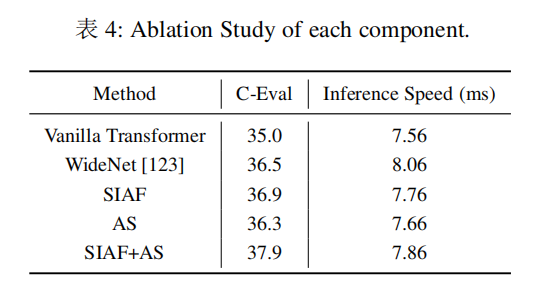 表 4: Ablation Study of each component.
Method C-Eval Inference Speed (ms)
Vanilla Transformer 35.0 7.56
WideNet [123] 36.5 8.06
SIAF 36.9 7.76
AS 36.3 7.66
SIAF+AS 37.9 7.86